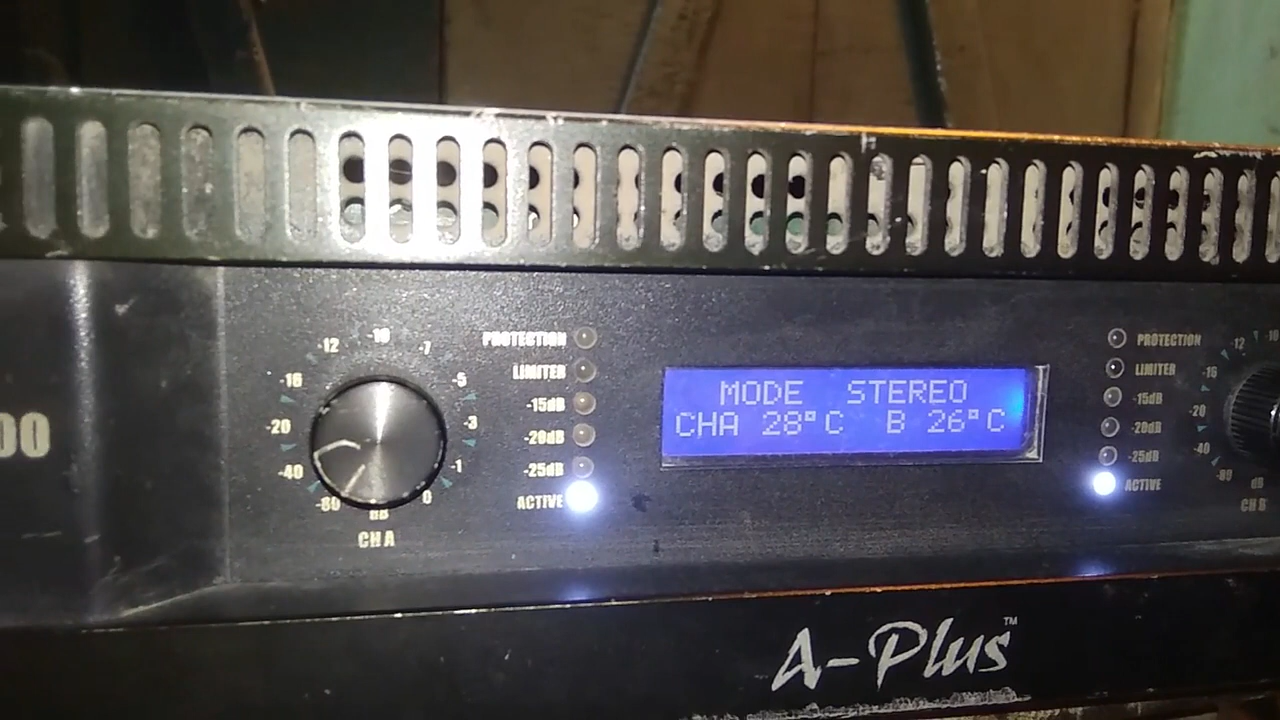 00
-10
-12
-7
-16
-5
-20
-3
-40
-1
-80
0
dB
CH A
PROTECTION
LIMITER
-15dB
-20dB
-25dB
ACTIVE
MODE STEREO
CHA 28°C B 26°C
PROTECTION
LIMITER
-15dB
-20dB
-25dB
ACTIVE
-10
-12
-16
-20
-40
-80
dB
CH B
A-Plus™